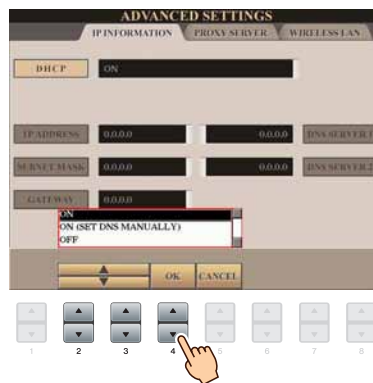 ADVANCED SETTINGS
IP INFORMATION PROXY SERVER WIRELESS LAN
DHCP ON
IP ADDRESS 0.0.0.0 0.0.0.0 DNS SERVER 1
SUBNET MASK 0.0.0.0 0.0.0.0 DNS SERVER 2
GATEWAY 0.0.0.0
ON
ON (SET DNS MANUALLY)
OFF
OK CANCEL
1 2 3 4 5 6 7 8